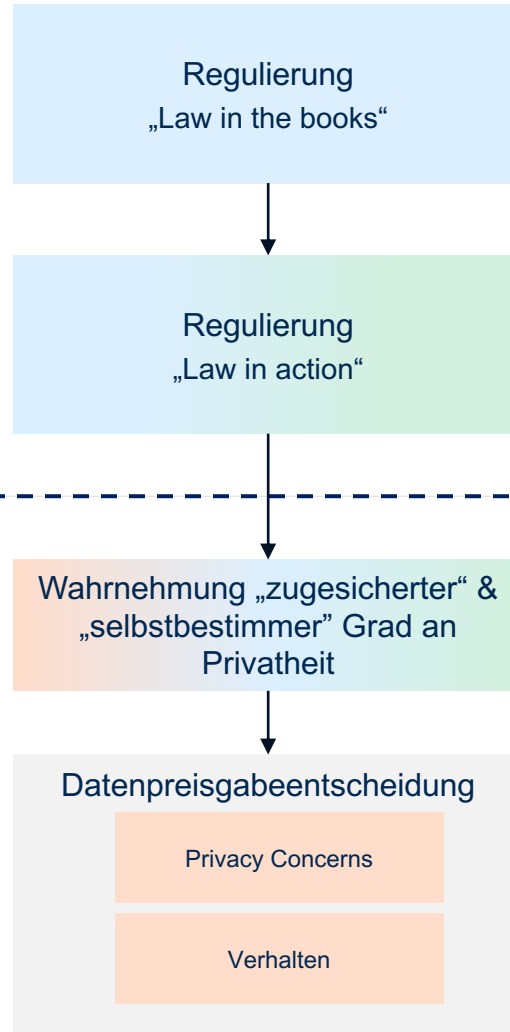 Regulierung
„Law in the books“
Regulierung
„Law in action“
Wahrnehmung „zugesicherter“ &
„selbstbestimmer” Grad an
Privatheit
Datenpreisgabeentscheidung
Privacy Concerns
Verhalten